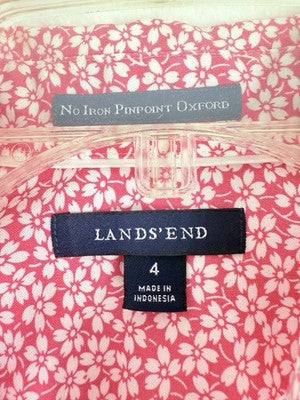 No Iron Pinpoint Oxford
LANDS' END
4
MADE IN
INDONESIA